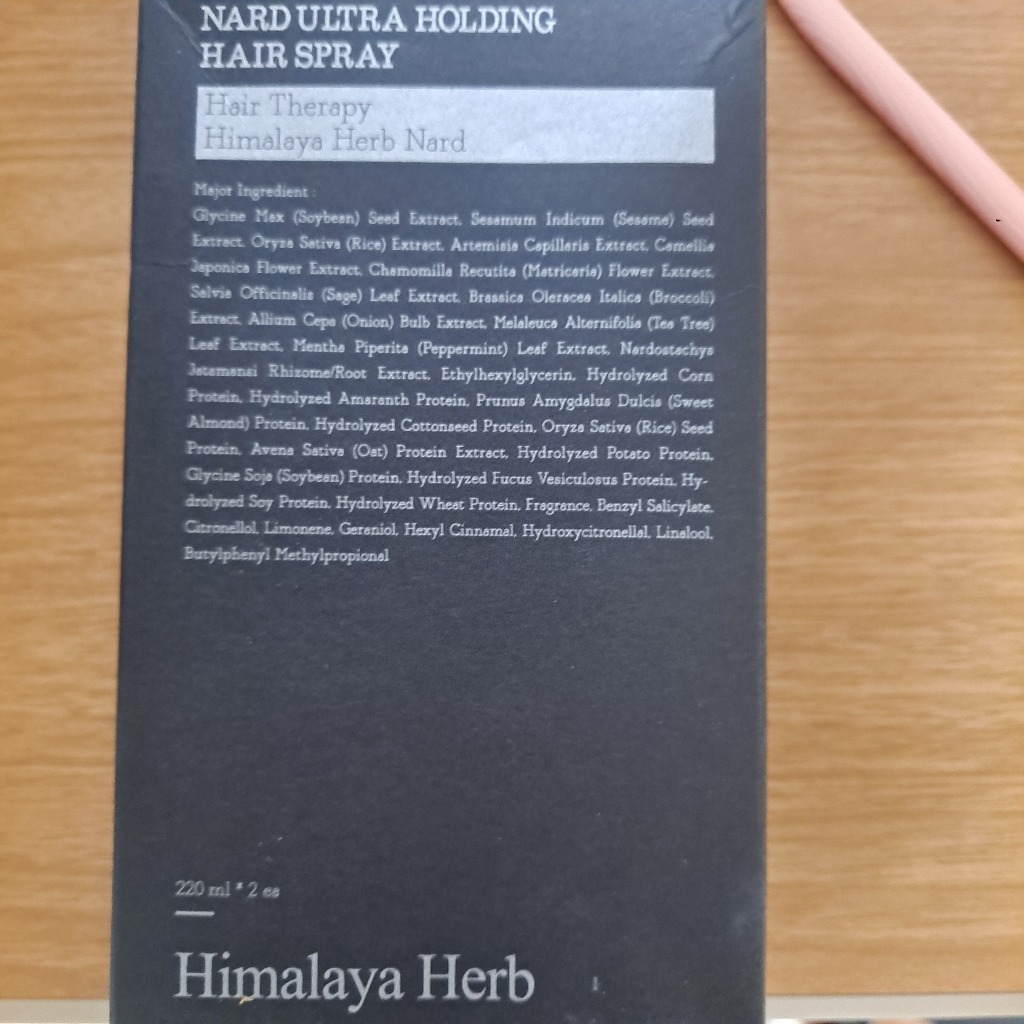 NARD ULTRA HOLDING
HAIR SPRAY
Hair Therapy
Himalaya Herb Nard
Major Ingredient :
Glycine Max (Soybean) Seed Extract, Sesamum Indicum (Sesame) Seed
Extract, Oryza Sativa (Rice) Extract, Artemisia Capillaris Extract, Camellia
Japonica Flower Extract, Chamomilla Recutita (Matricaria) Flower Extract,
Salvia Officinalis (Sage) Leaf Extract, Brassica Oleracea Italica (Broccoli)
Extract, Allium Cepa (Onion) Bulb Extract, Melaleuca Alternifolia (Tea Tree)
Leaf Extract, Mentha Piperita (Peppermint) Leaf Extract, Nardostachys
Jatamansi Rhizome/Root Extract, Ethylhexylglycerin, Hydrolyzed Corn
Protein, Hydrolyzed Amaranth Protein, Prunus Amygdalus Dulcis (Sweet
Almond) Protein, Hydrolyzed Cottonseed Protein, Oryza Sativa (Rice) Seed
Protein, Avena Sativa (Oat) Protein Extract, Hydrolyzed Potato Protein,
Glycine Soja (Soybean) Protein, Hydrolyzed Fucus Vesiculosus Protein, Hy-
drolyzed Soy Protein, Hydrolyzed Wheat Protein, Fragrance, Benzyl Salicylate,
Citronellol, Limonene, Geraniol, Hexyl Cinnamal, Hydroxycitronellal, Linalool,
Butylphenyl Methylpropional
220 ml * 2 ea
Himalaya Herb